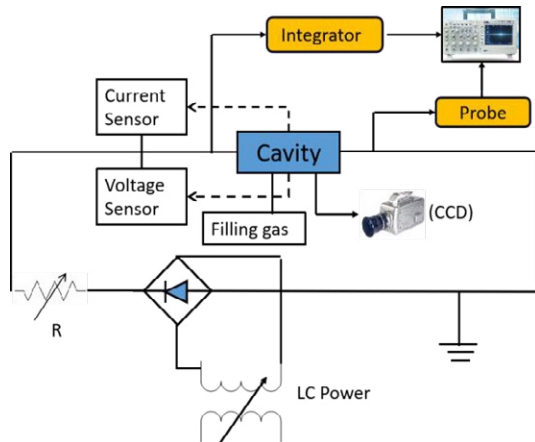 Integrator
Current
Sensor
Probe
Cavity
Voltage
Sensor
(CCD)
Filling gas
R
LC Power